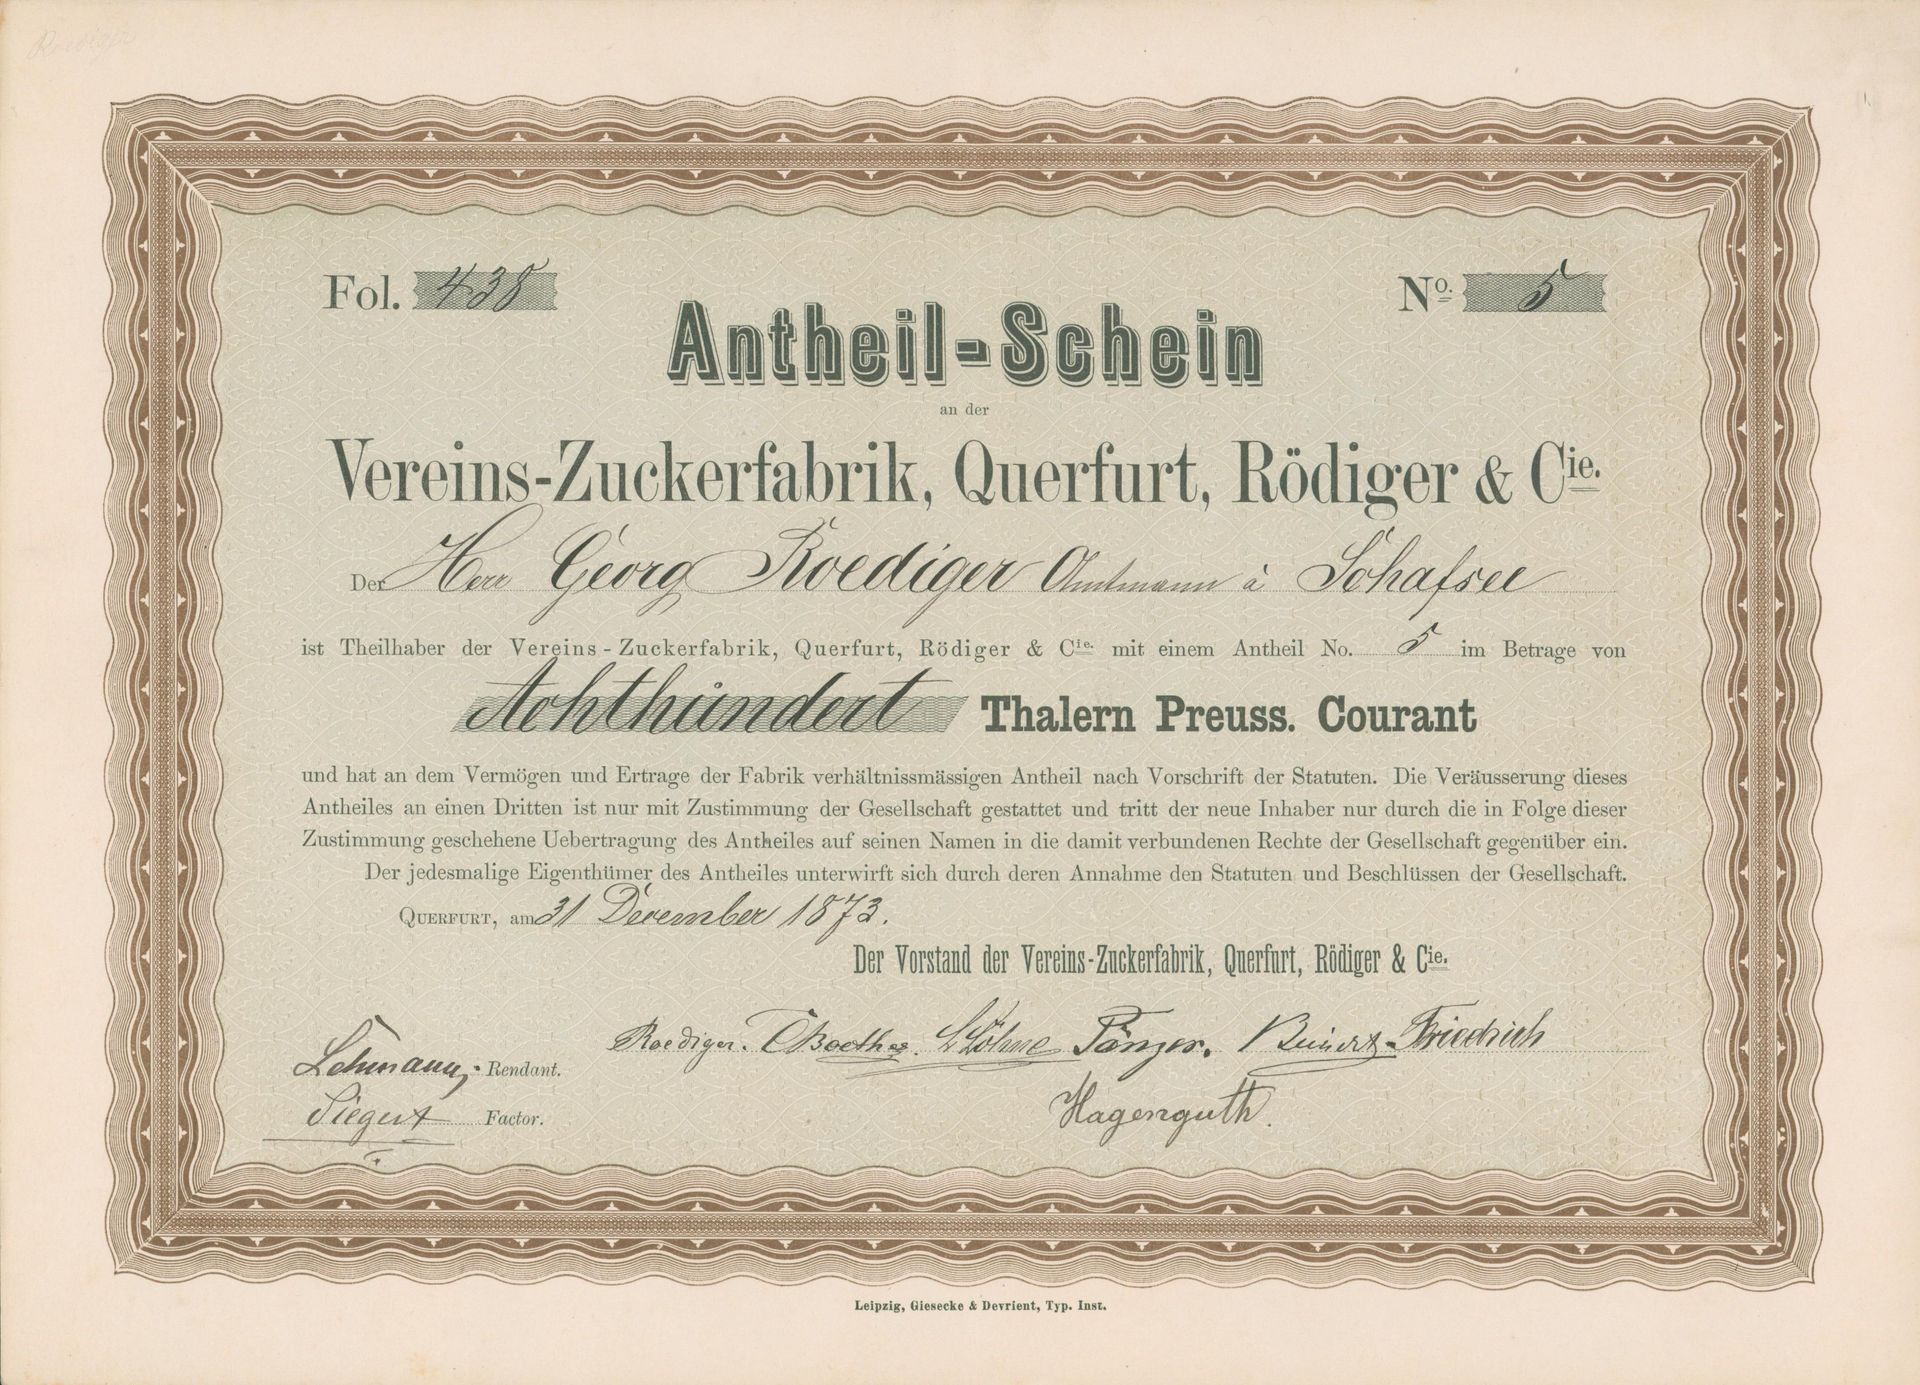 Roediger
Fol. 438
No. 5
Antheil-Schein
an der
Vereins-Zuckerfabrik, Querfurt, Rödiger & Cie.
Der Herr Georg Roediger Amtmann à Schafsee
ist Theilhaber der Vereins-Zuckerfabrik, Querfurt, Rödiger & Cie. mit einem Antheil No. 5 im Betrage von
Achthundert Thalern Preuss. Courant
und hat an dem Vermögen und Ertrage der Fabrik verhältnissmässigen Antheil nach Vorschrift der Statuten. Die Veräusserung dieses
Antheiles an einen Dritten ist nur mit Zustimmung der Gesellschaft gestattet und tritt der neue Inhaber nur durch die in Folge dieser
Zustimmung geschehene Uebertragung des Antheiles auf seinen Namen in die damit verbundenen Rechte der Gesellschaft gegenüber ein.
Der jedesmalige Eigenthümer des Antheiles unterwirft sich durch deren Annahme den Statuten und Beschlüssen der Gesellschaft.
QUERFURT, am 31 December 1873.
Der Vorstand der Vereins-Zuckerfabrik, Querfurt, Rödiger & Cie.
Roediger. Boethe. Löhne Tänzer. Friedrich
Lehmann, Rendant.
Hagenguth.
Siegert Factor.
Leipzig, Giesecke & Devrient, Typ. Inst.